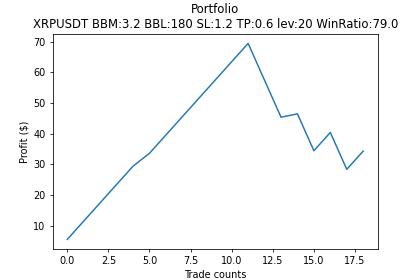 Portfolio
XRPUSDT BBM:3.2 BBL:180 SL:1.2 TP:0.6 lev:20 WinRatio:79.0
70
60
50
40
30
20
10
Profit ($)
0.0 2.5 5.0 7.5 10.0 12.5 15.0 17.5
Trade counts